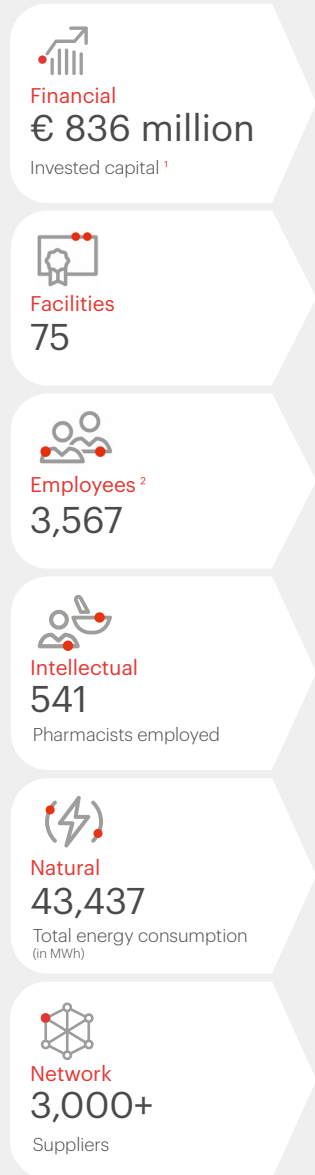 Financial
€ 836 million
Invested capital ¹
Facilities
75
Employees ²
3,567
Intellectual
541
Pharmacists employed
Natural
43,437
Total energy consumption
(in MWh)
Network
3,000+
Suppliers